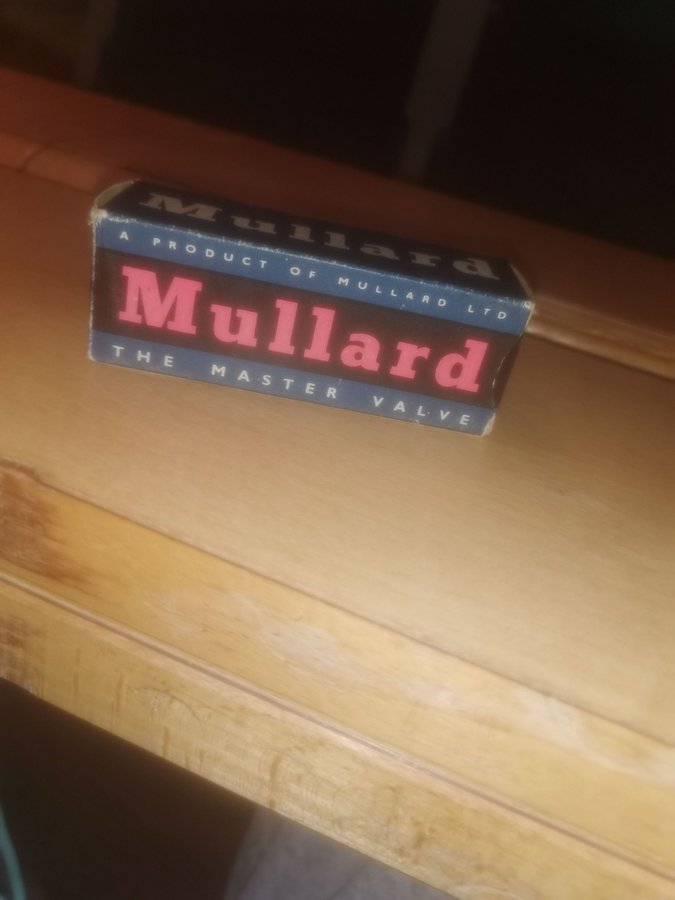 Mullard
A PRODUCT OF MULLARD LTD
Mullard
THE MASTER VALVE